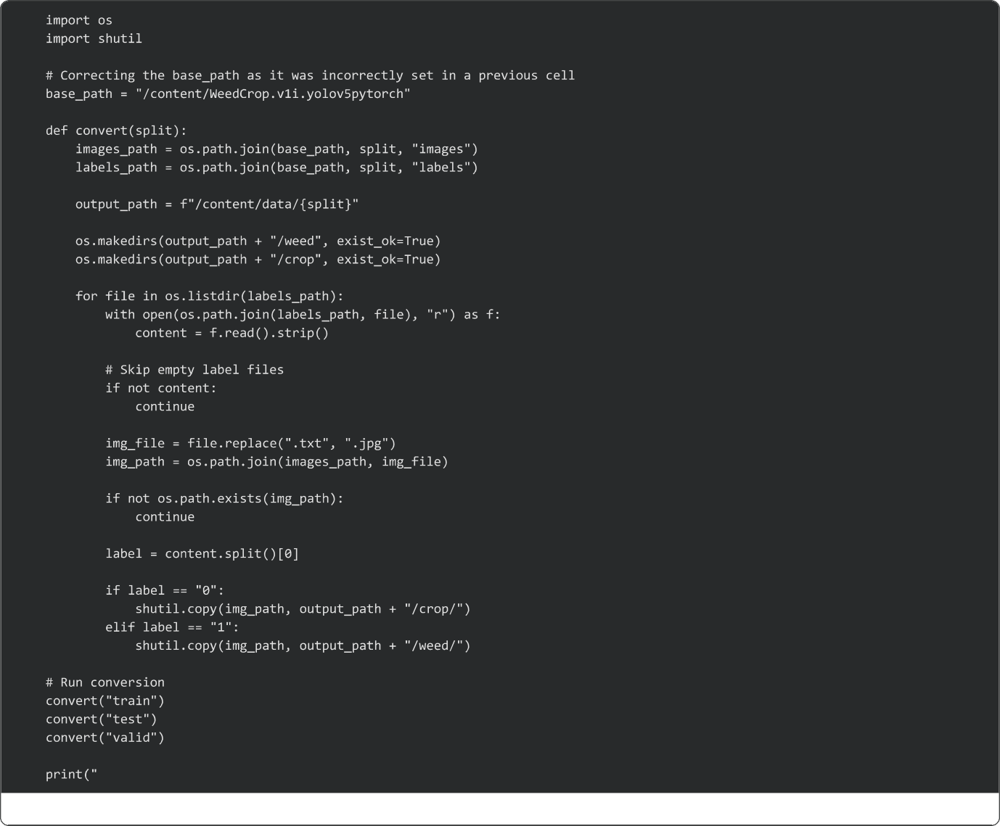 import os
import shutil

# Correcting the base_path as it was incorrectly set in a previous cell
base_path = "/content/WeedCrop.v1i.yolov5pytorch"

def convert(split):
    images_path = os.path.join(base_path, split, "images")
    labels_path = os.path.join(base_path, split, "labels")

    output_path = f"/content/data/{split}"

    os.makedirs(output_path + "/weed", exist_ok=True)
    os.makedirs(output_path + "/crop", exist_ok=True)

    for file in os.listdir(labels_path):
        with open(os.path.join(labels_path, file), "r") as f:
            content = f.read().strip()

        # Skip empty label files
        if not content:
            continue

        img_file = file.replace(".txt", ".jpg")
        img_path = os.path.join(images_path, img_file)

        if not os.path.exists(img_path):
            continue

        label = content.split()[0]

        if label == "0":
            shutil.copy(img_path, output_path + "/crop/")
        elif label == "1":
            shutil.copy(img_path, output_path + "/weed/")

# Run conversion
convert("train")
convert("test")
convert("valid")

print("